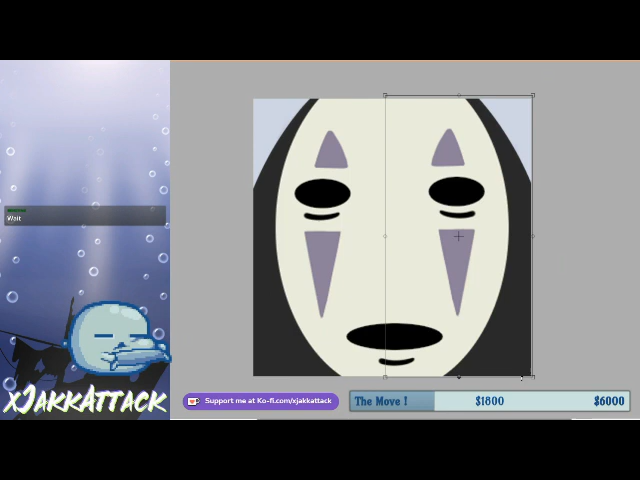 Wait
xJAKKATTACK
Support me at Ko-fi.com/xjakkattack
The Move ! $1800 $6000